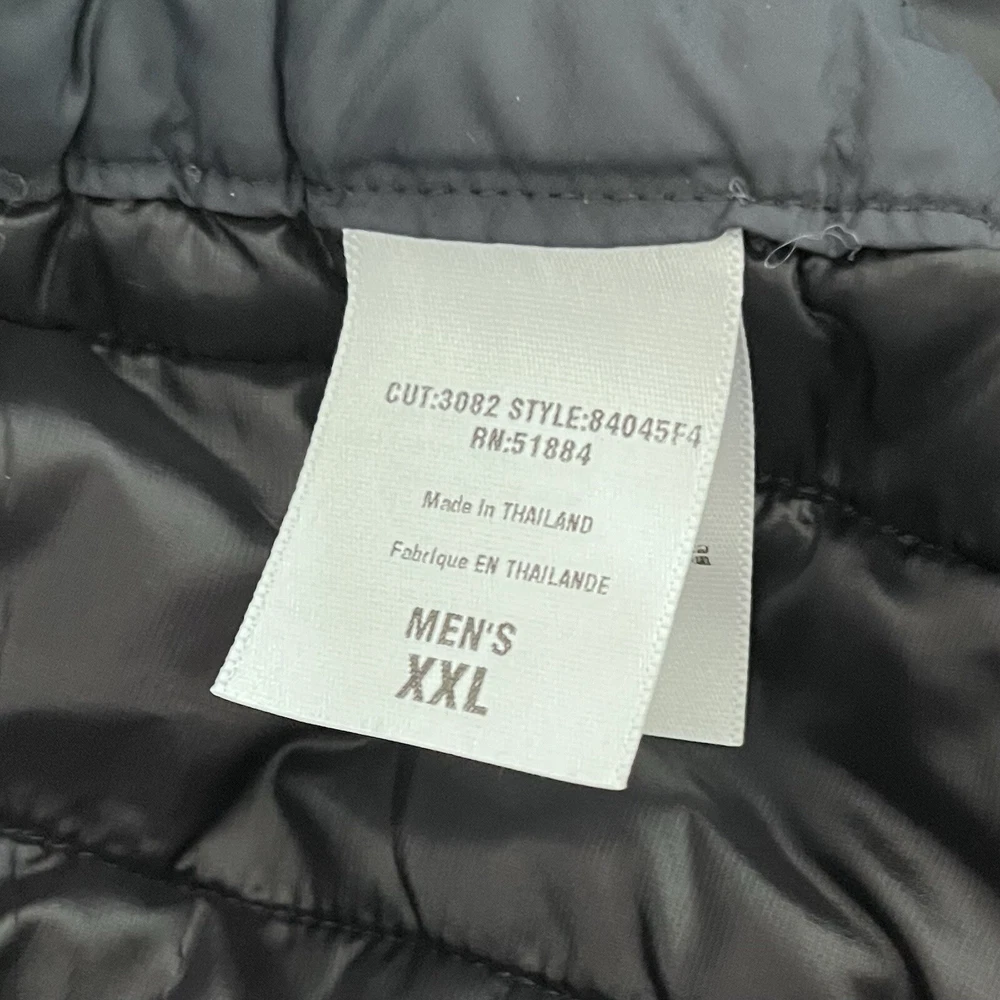 CUT:3082 STYLE:84045F4
RN:51884
Made In THAILAND
Fabrique EN THAILANDE
MEN'S
XXL